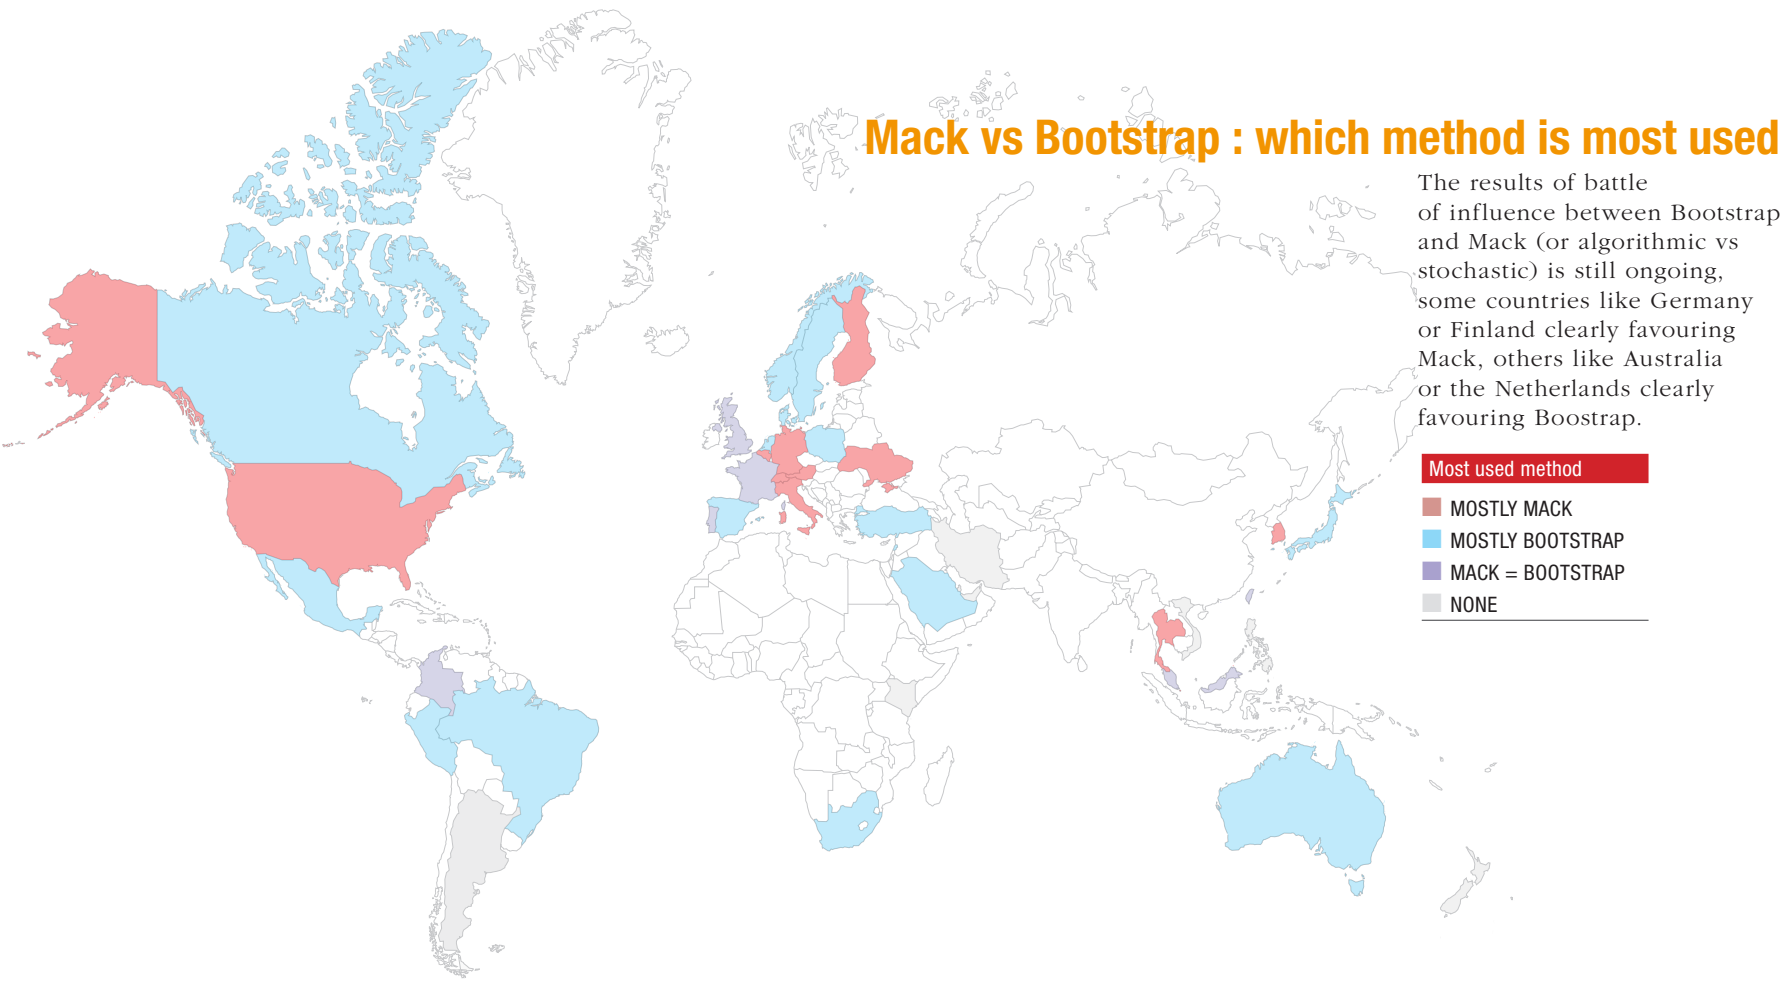 Mack vs Bootstrap : which method is most used
The results of battle
of influence between Bootstrap
and Mack (or algorithmic vs
stochastic) is still ongoing,
some countries like Germany
or Finland clearly favouring
Mack, others like Australia
or the Netherlands clearly
favouring Boostrap.
Most used method
MOSTLY MACK
MOSTLY BOOTSTRAP
MACK = BOOTSTRAP
NONE